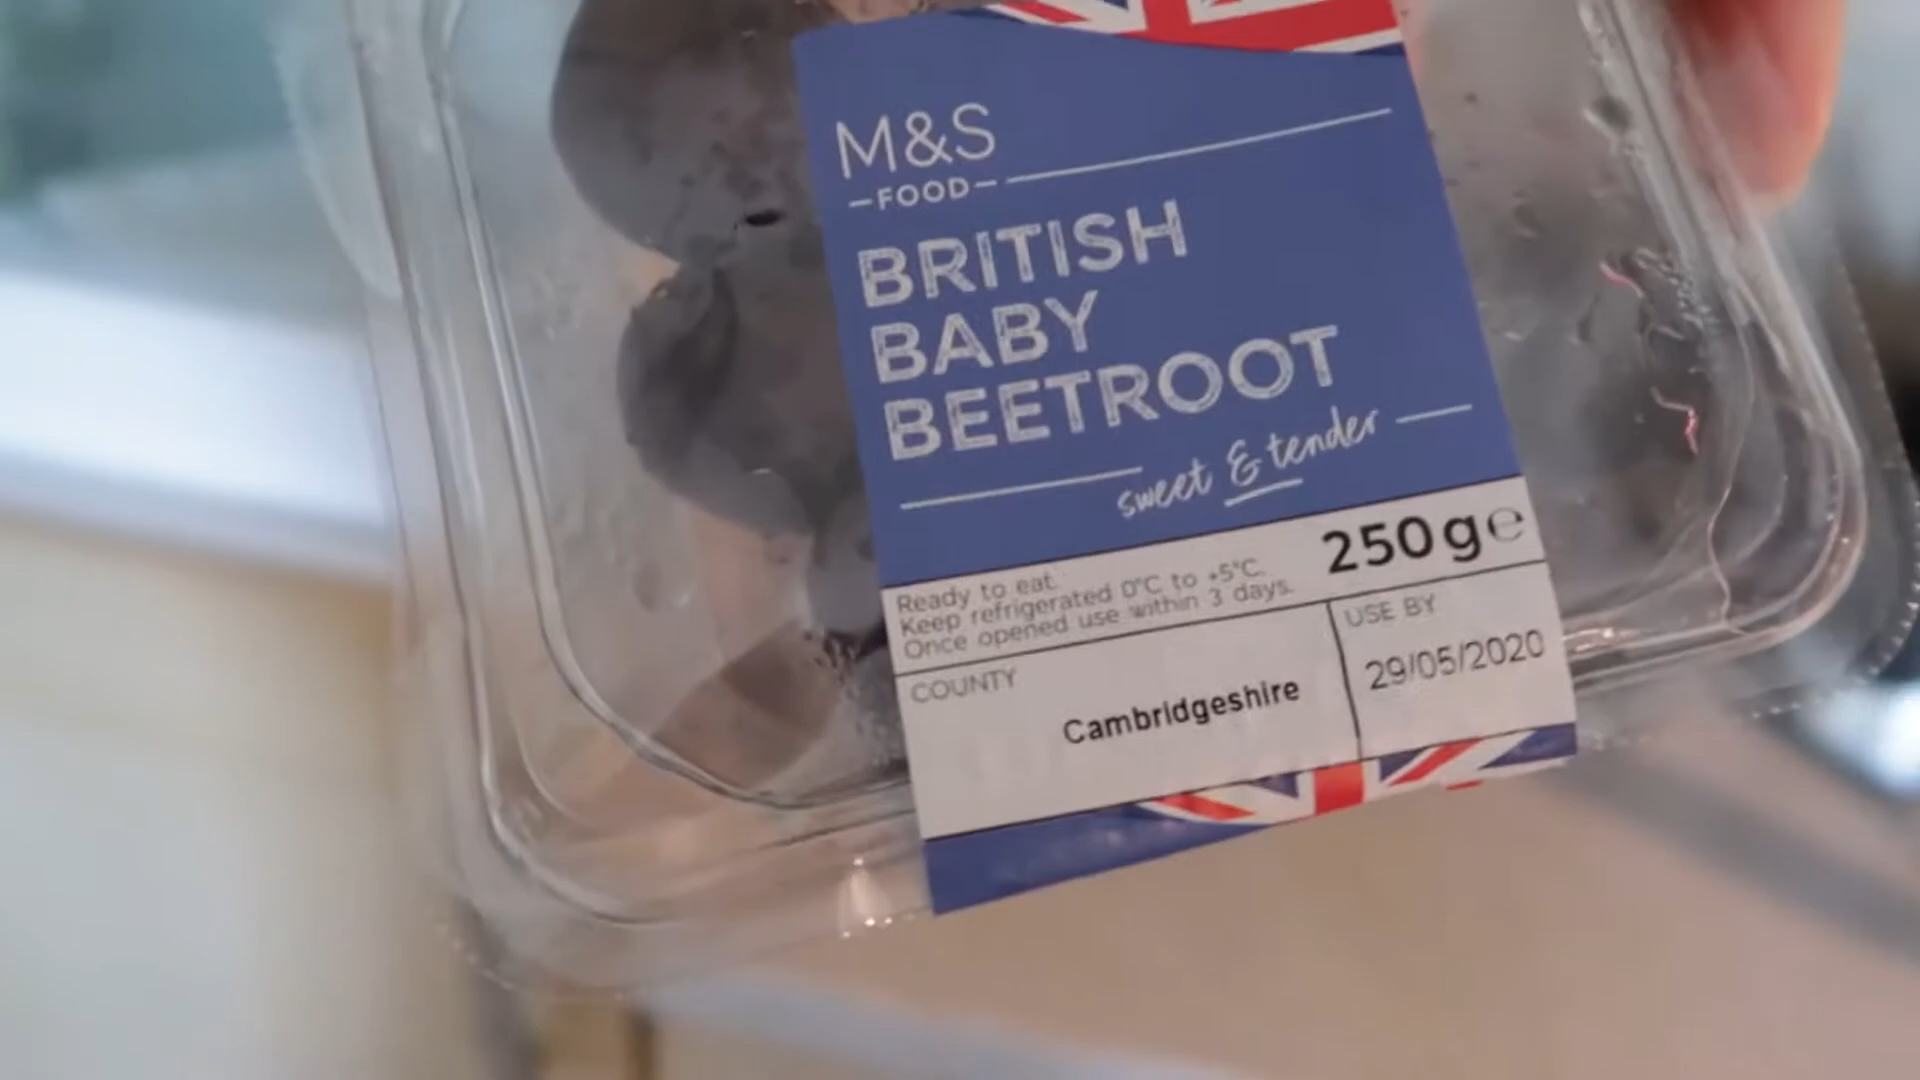 M&S
FOOD
BRITISH
BABY
BEETROOT
sweet & tender
250g℮
Ready to eat.
Keep refrigerated 0°C to +5°C.
Once opened use within 3 days.
COUNTY
Cambridgeshire
USE BY
29/05/2020